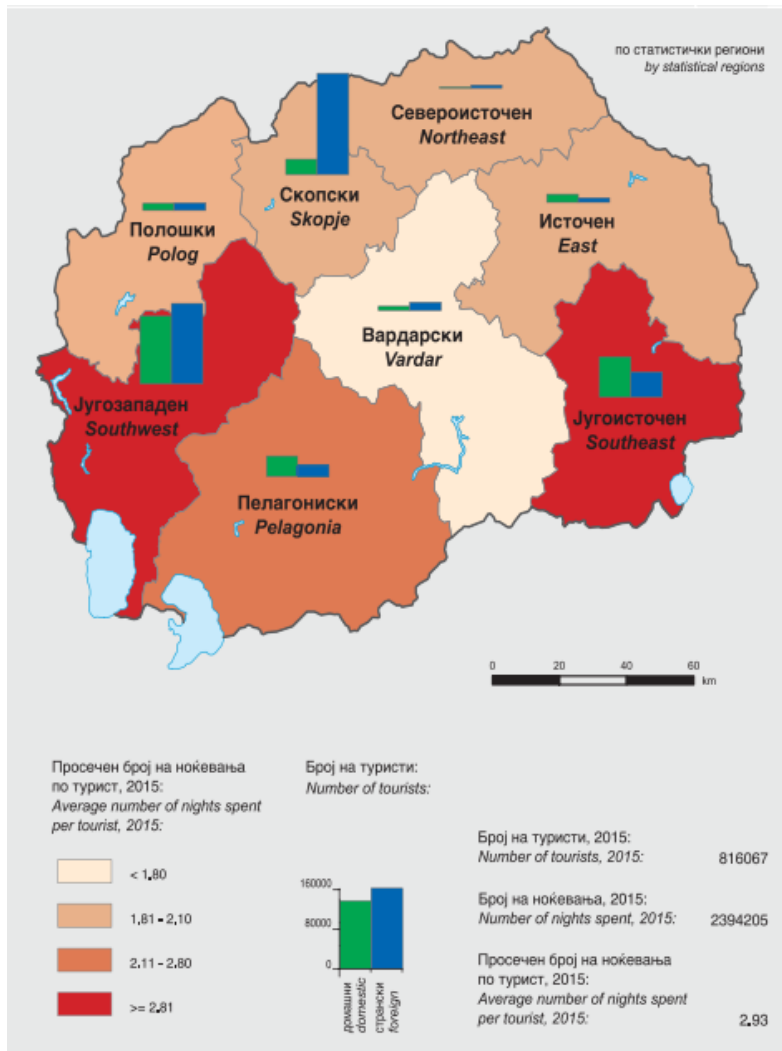 по статистички региони
by statistical regions
Североисточен
Northeast
Скопски
Skopje
Полошки
Polog
Источен
East
Вардарски
Vardar
Југозападен
Southwest
Југоисточен
Southeast
Пелагониски
Pelagonia
0 20 40 60
km
Просечен број на ноќевања
по турист, 2015:
Average number of nights spent
per tourist, 2015:
< 1.80
1.81 - 2.10
2.11 - 2.80
>= 2.81
Број на туристи:
Number of tourists:
160000
80000
0
домашни
domestic
странски
foreign
Број на туристи, 2015:
Number of tourists, 2015: 816067
Број на ноќевања, 2015:
Number of nights spent, 2015: 2394205
Просечен број на ноќевања
по турист, 2015:
Average number of nights spent
per tourist, 2015: 2.93